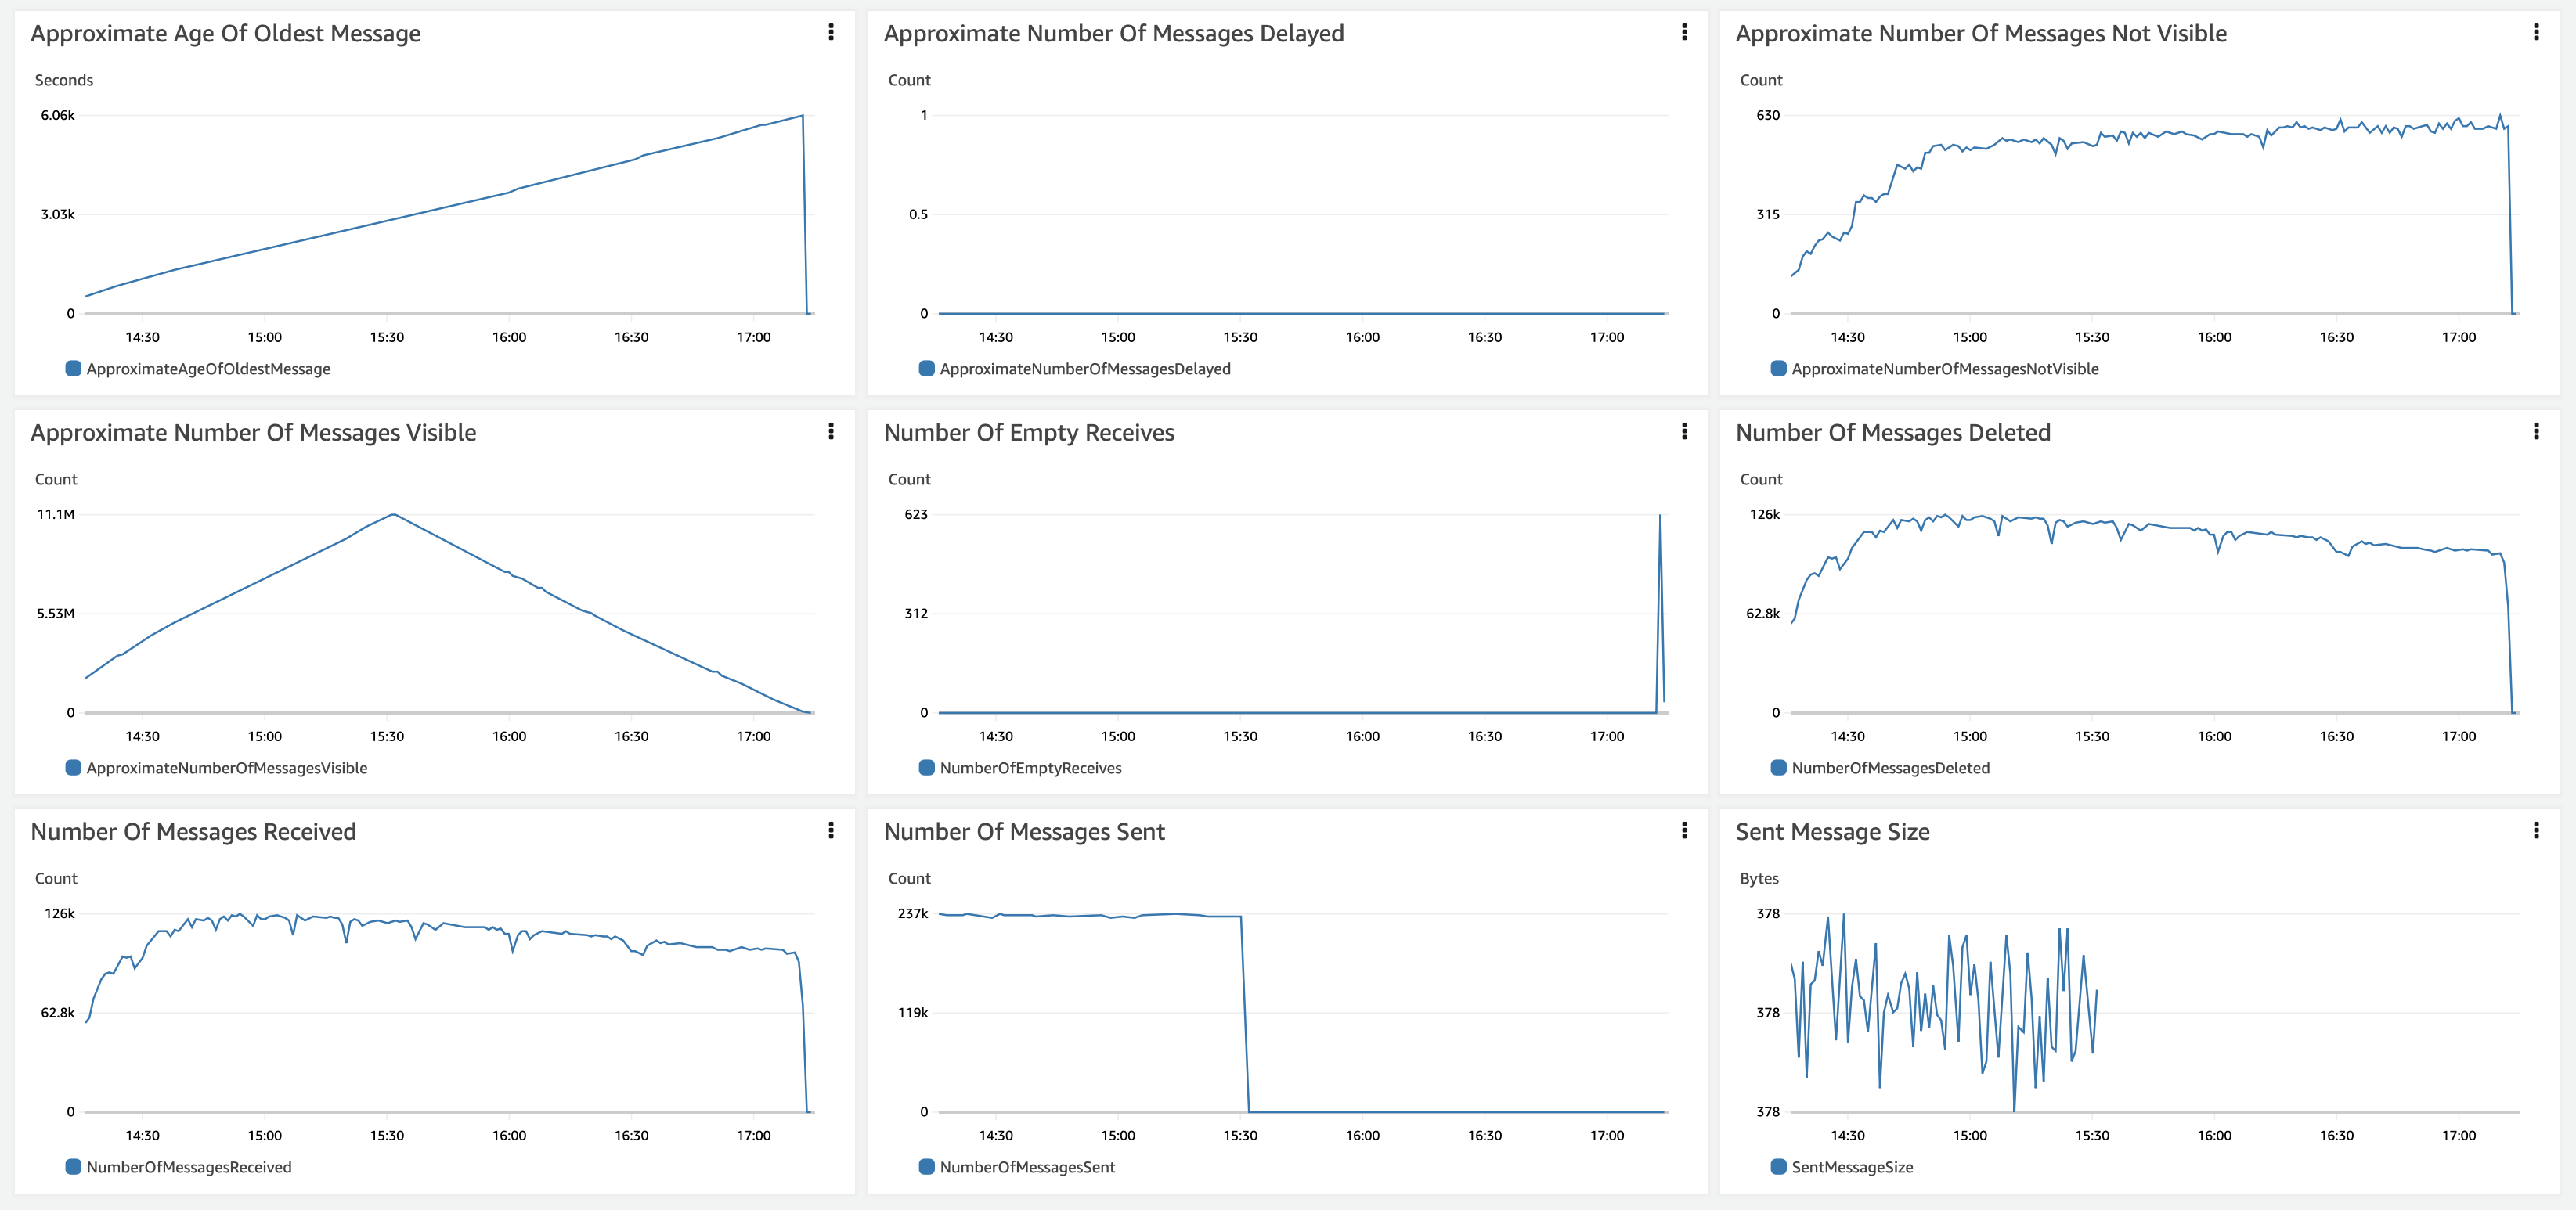 Approximate Age Of Oldest Message
Seconds
6.06k
3.03k
0
14:30 15:00 15:30 16:00 16:30 17:00
ApproximateAgeOfOldestMessage
Approximate Number Of Messages Delayed
Count
1
0.5
0
14:30 15:00 15:30 16:00 16:30 17:00
ApproximateNumberOfMessagesDelayed
Approximate Number Of Messages Not Visible
Count
630
315
0
14:30 15:00 15:30 16:00 16:30 17:00
ApproximateNumberOfMessagesNotVisible
Approximate Number Of Messages Visible
Count
11.1M
5.53M
0
14:30 15:00 15:30 16:00 16:30 17:00
ApproximateNumberOfMessagesVisible
Number Of Empty Receives
Count
623
312
0
14:30 15:00 15:30 16:00 16:30 17:00
NumberOfEmptyReceives
Number Of Messages Deleted
Count
126k
62.8k
0
14:30 15:00 15:30 16:00 16:30 17:00
NumberOfMessagesDeleted
Number Of Messages Received
Count
126k
62.8k
0
14:30 15:00 15:30 16:00 16:30 17:00
NumberOfMessagesReceived
Number Of Messages Sent
Count
237k
119k
0
14:30 15:00 15:30 16:00 16:30 17:00
NumberOfMessagesSent
Sent Message Size
Bytes
378
378
378
14:30 15:00 15:30 16:00 16:30 17:00
SentMessageSize